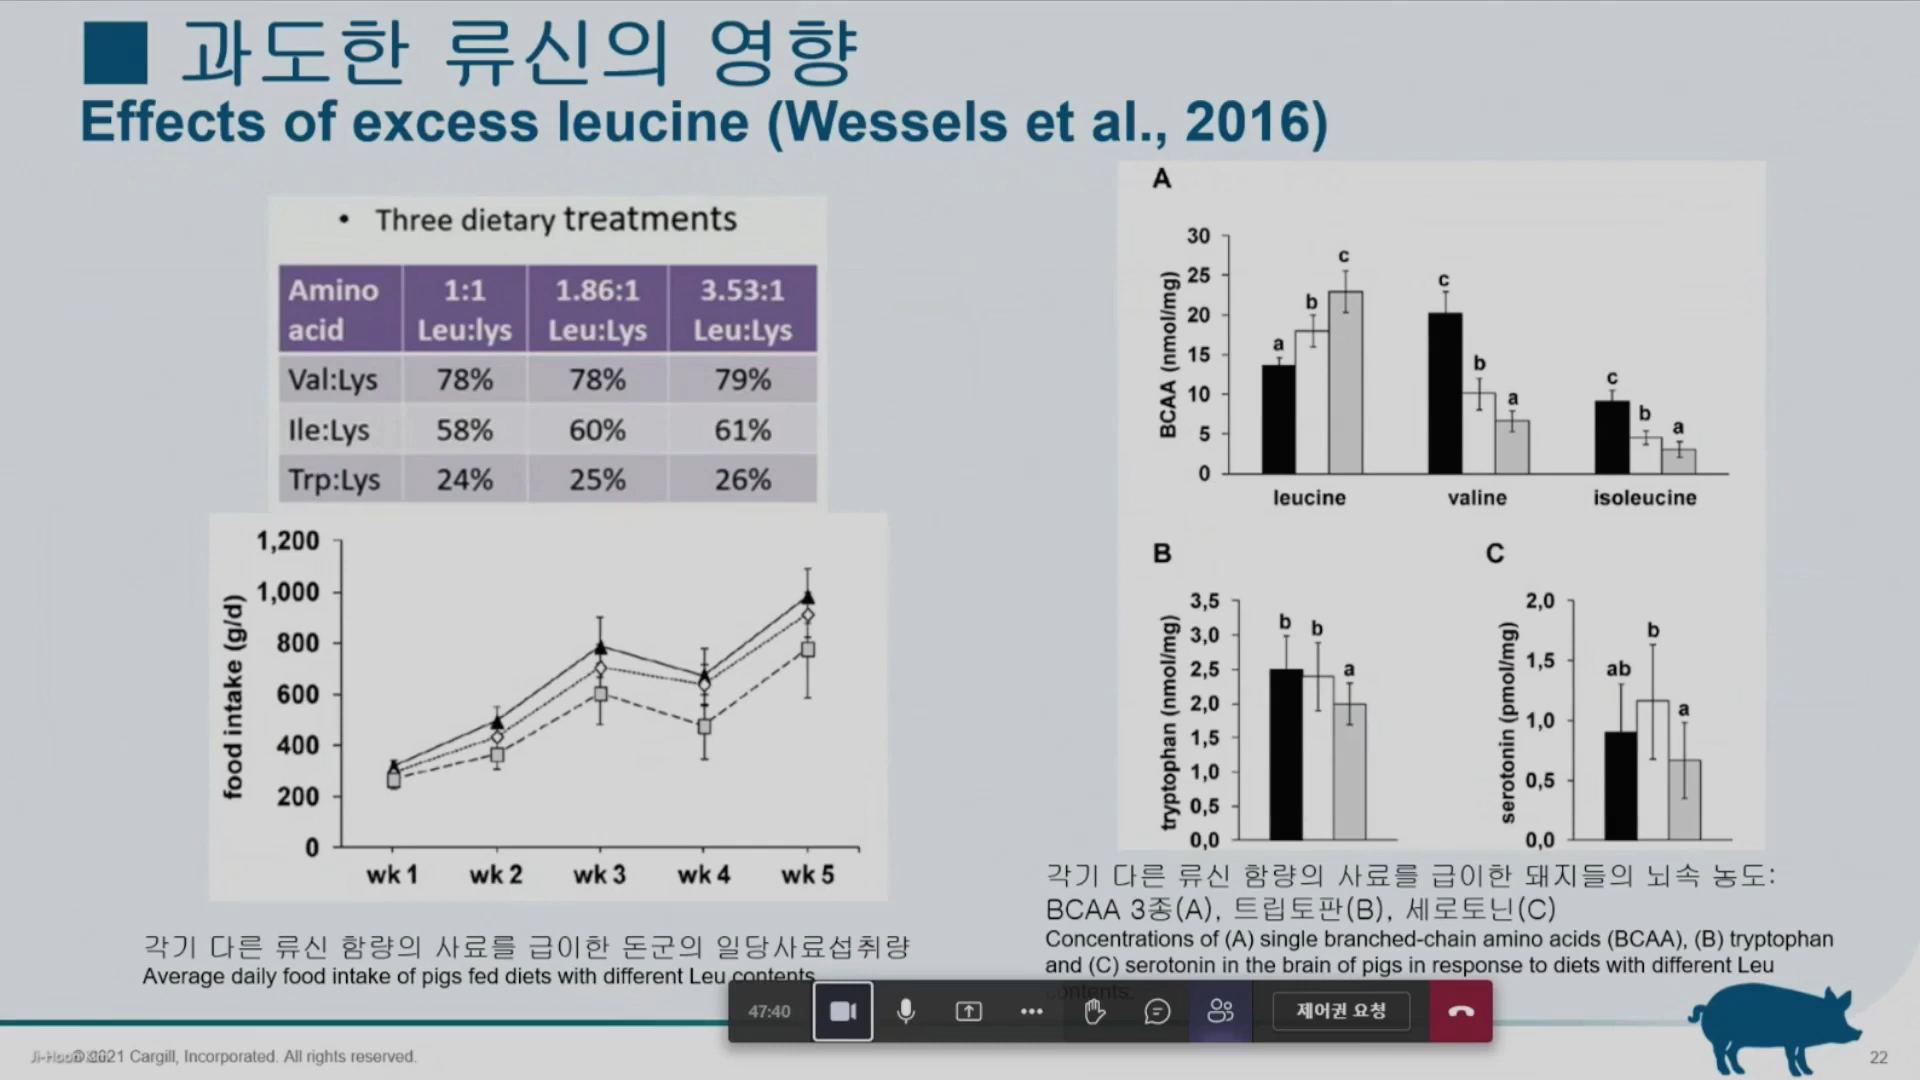 과도한 류신의 영향
Effects of excess leucine (Wessels et al., 2016)
• Three dietary treatments
Amino acid 1:1 Leu:lys 1.86:1 Leu:Lys 3.53:1 Leu:Lys
Val:Lys 78% 78% 79%
Ile:Lys 58% 60% 61%
Trp:Lys 24% 25% 26%
food intake (g/d)
1,200
1,000
800
600
400
200
0
wk 1 wk 2 wk 3 wk 4 wk 5
각기 다른 류신 함량의 사료를 급이한 돈군의 일당사료섭취량
Average daily food intake of pigs fed diets with different Leu contents
A
BCAA (nmol/mg)
30
25
20
15
10
5
0
a b c
c b a
c b a
leucine valine isoleucine
B
tryptophan (nmol/mg)
3,5
3,0
2,5
2,0
1,5
1,0
0,5
0,0
b b a
C
serotonin (pmol/mg)
2,0
1,5
1,0
0,5
0,0
ab b a
각기 다른 류신 함량의 사료를 급이한 돼지들의 뇌속 농도:
BCAA 3종(A), 트립토판(B), 세로토닌(C)
Concentrations of (A) single branched-chain amino acids (BCAA), (B) tryptophan
and (C) serotonin in the brain of pigs in response to diets with different Leu
contents.
47:40
제어권 요청
2021 Cargill, Incorporated. All rights reserved.
22